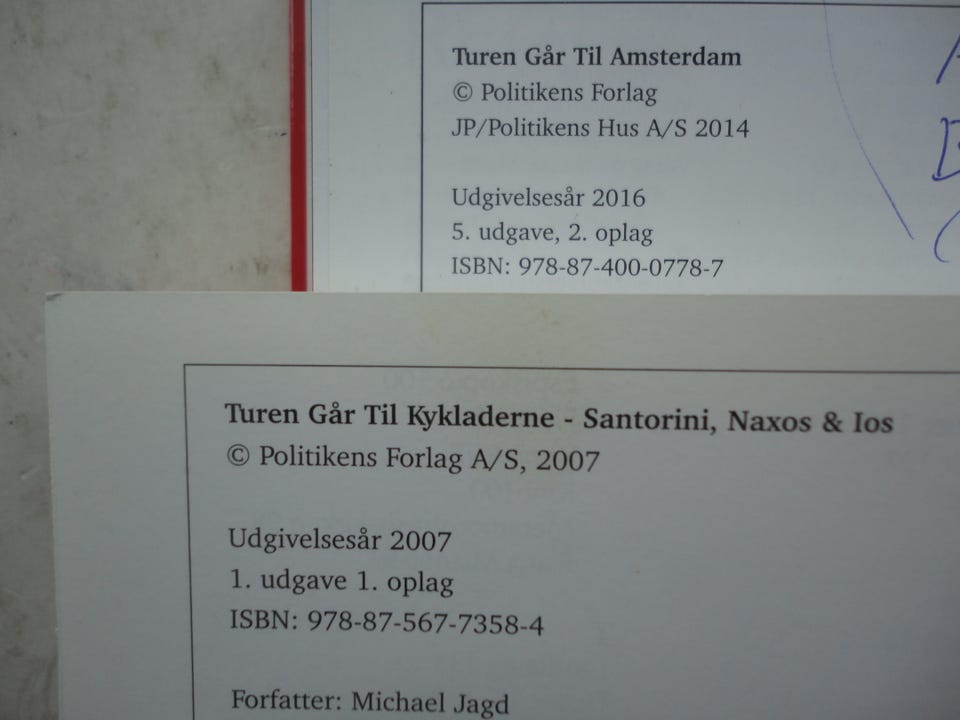 Turen Går Til Amsterdam
© Politikens Forlag
JP/Politikens Hus A/S 2014
Udgivelsesår 2016
5. udgave, 2. oplag
ISBN: 978-87-400-0778-7
Turen Går Til Kykladerne - Santorini, Naxos & Ios
© Politikens Forlag A/S, 2007
Udgivelsesår 2007
1. udgave 1. oplag
ISBN: 978-87-567-7358-4
Forfatter: Michael Jagd